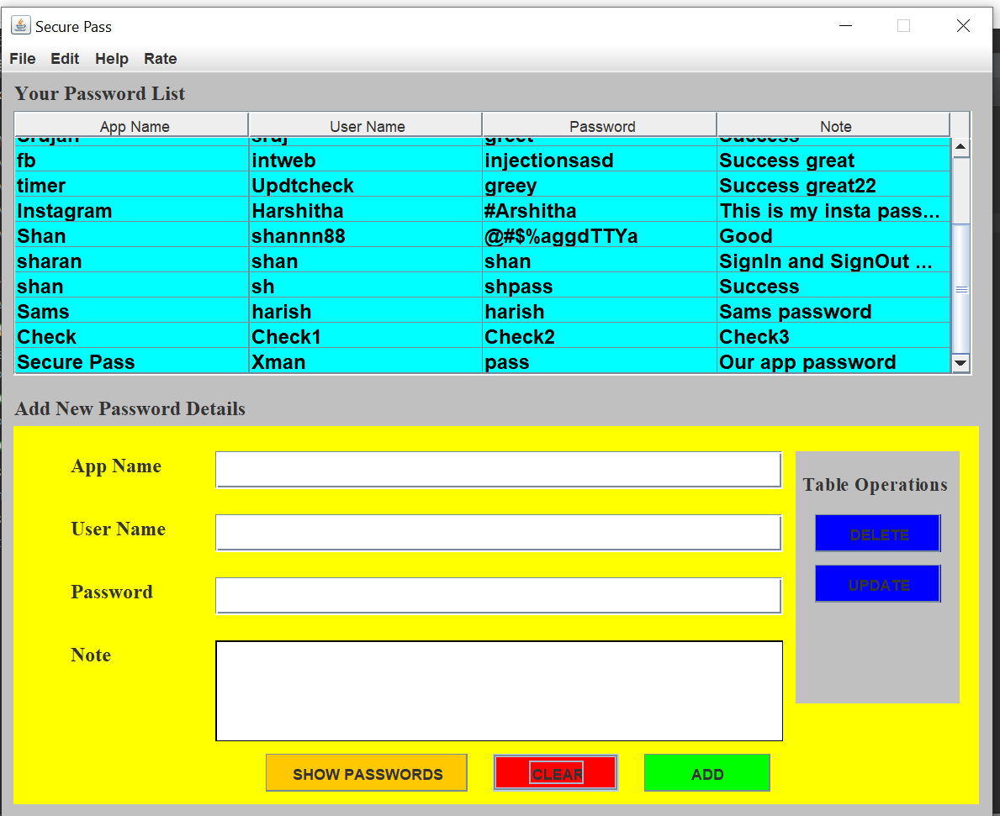 Secure Pass
File Edit Help Rate
Your Password List
App Name User Name Password Note
Srujan sruj greet Success
fb intweb injectionsasd Success great
timer Updtcheck greey Success great22
Instagram Harshitha #Arshitha This is my insta pass...
Shan shannn88 @#$%aggdTTYa Good
sharan shan shan SignIn and SignOut ...
shan sh shpass Success
Sams harish harish Sams password
Check Check1 Check2 Check3
Secure Pass Xman pass Our app password
Add New Password Details
App Name
Table Operations
User Name
DELETE
UPDATE
Password
Note
SHOW PASSWORDS CLEAR ADD